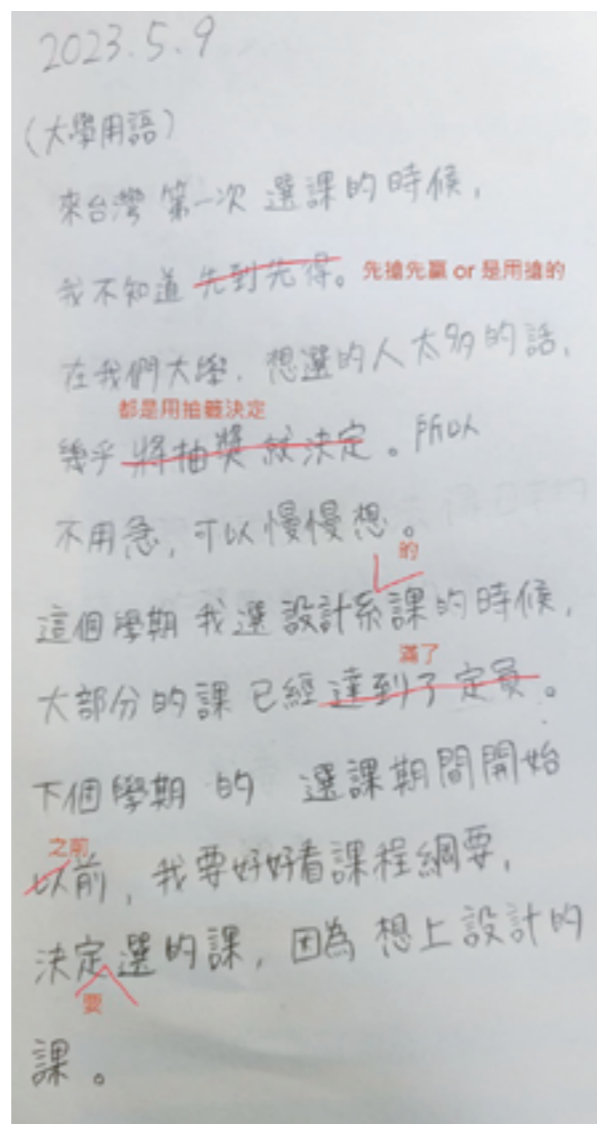 2023.5.9
(大學用語)
來台灣 第一次 選課的時候,
我不知道 先到先得。 先搶先贏 or 是用搶的
在我們大學, 想選的人太多的話,
都是用抽籤決定
幾乎 將抽獎 決定。所以
不用急, 可以慢慢想。
的
這個學期 我選 設計系課的時候,
滿了
大部分的課 已經 達到了 定員。
下個學期 的 選課期間開始
之前
以前, 我要好好看課程綱要,
決定選的課, 因為 想上設計的
要
課。